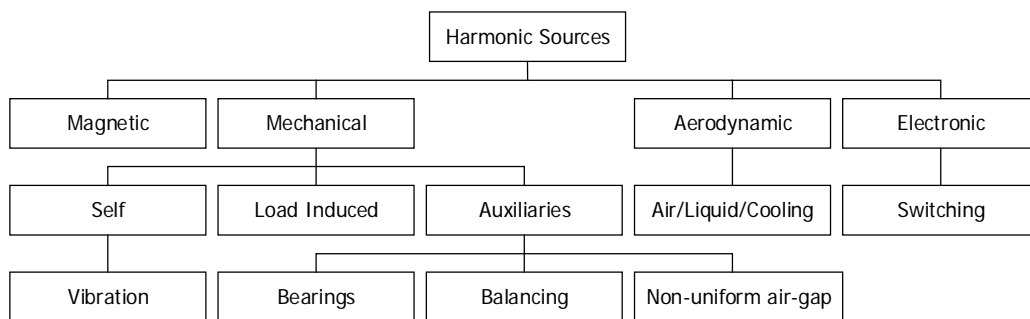 Harmonic Sources
Magnetic
Mechanical
Aerodynamic
Electronic
Self
Load Induced
Auxiliaries
Air/Liquid/Cooling
Switching
Vibration
Bearings
Balancing
Non-uniform air-gap